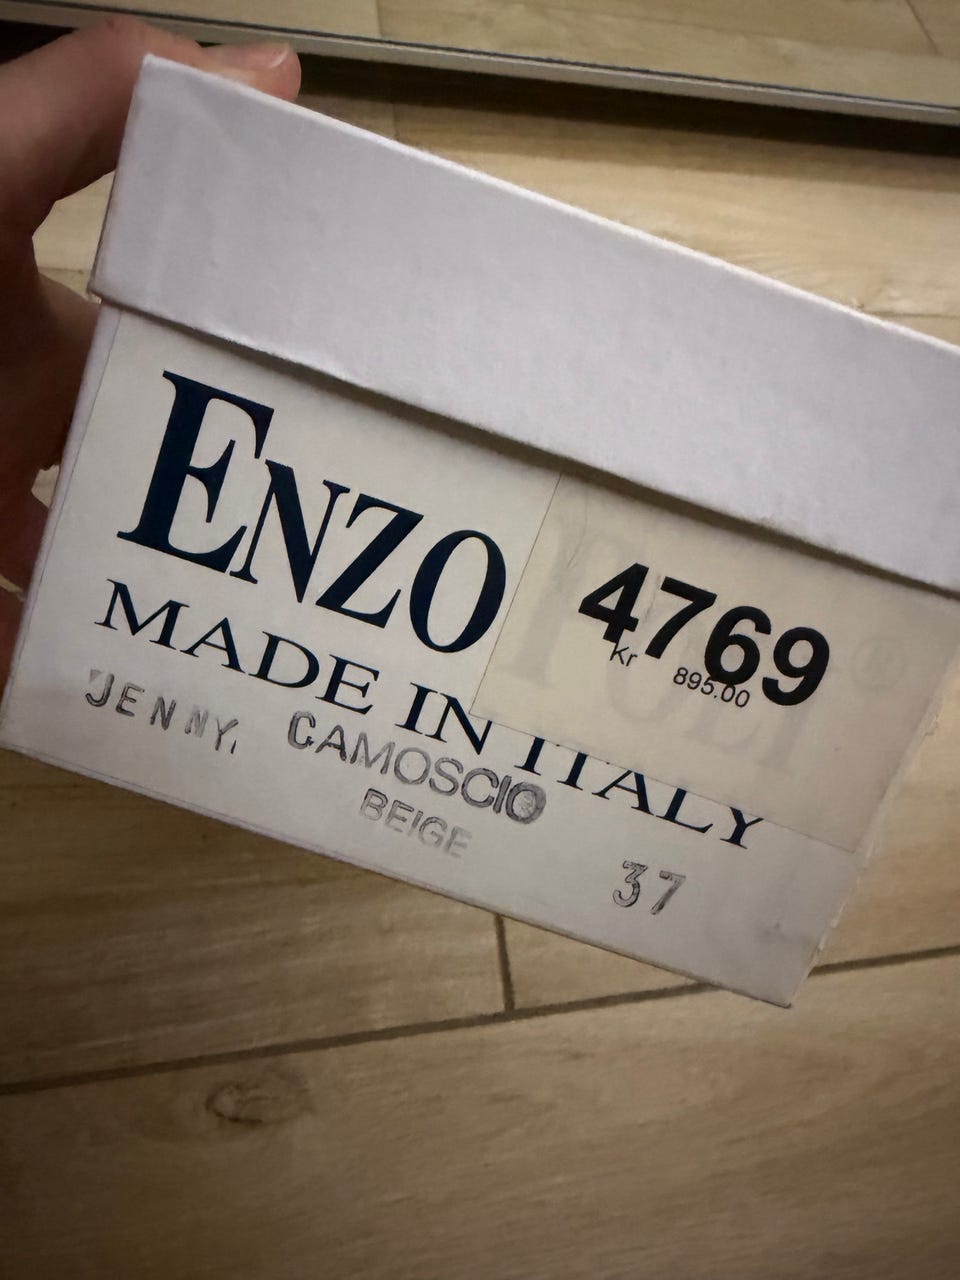 ENZO
MADE IN ITALY
4769
Kr 895.00
JENNY, CAMOSCIO
BEIGE
37